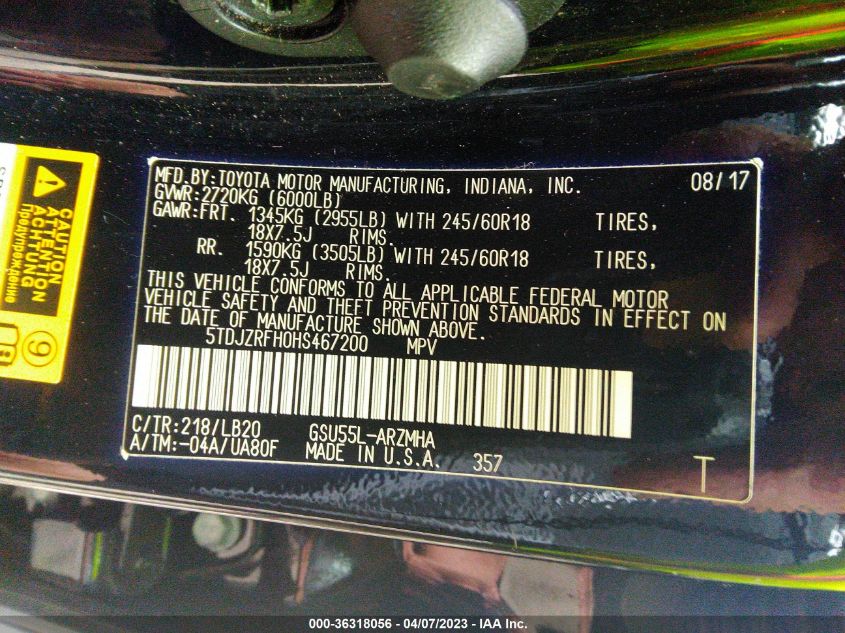 MFD.BY:TOYOTA MOTOR MANUFACTURING, INDIANA, INC. 08/17
GVWR:2720KG (6000LB)
GAWR:FRT. 1345KG (2955LB) WITH 245/60R18 TIRES,
18X7.5J RIMS.
RR. 1590KG (3505LB) WITH 245/60R18 TIRES,
18X7.5J RIMS.
THIS VEHICLE CONFORMS TO ALL APPLICABLE FEDERAL MOTOR
VEHICLE SAFETY AND THEFT PREVENTION STANDARDS IN EFFECT ON
THE DATE OF MANUFACTURE SHOWN ABOVE.
5TDJZRFH0HS467200 MPV
C/TR:218/LB20 GSU55L-ARZMHA
A/TM:-04A/UA80F MADE IN U.S.A. 357
T
CAUTION
ATTENTION
ACHTUNG
Предупреждение
9
000-36318056 - 04/07/2023 - IAA Inc.